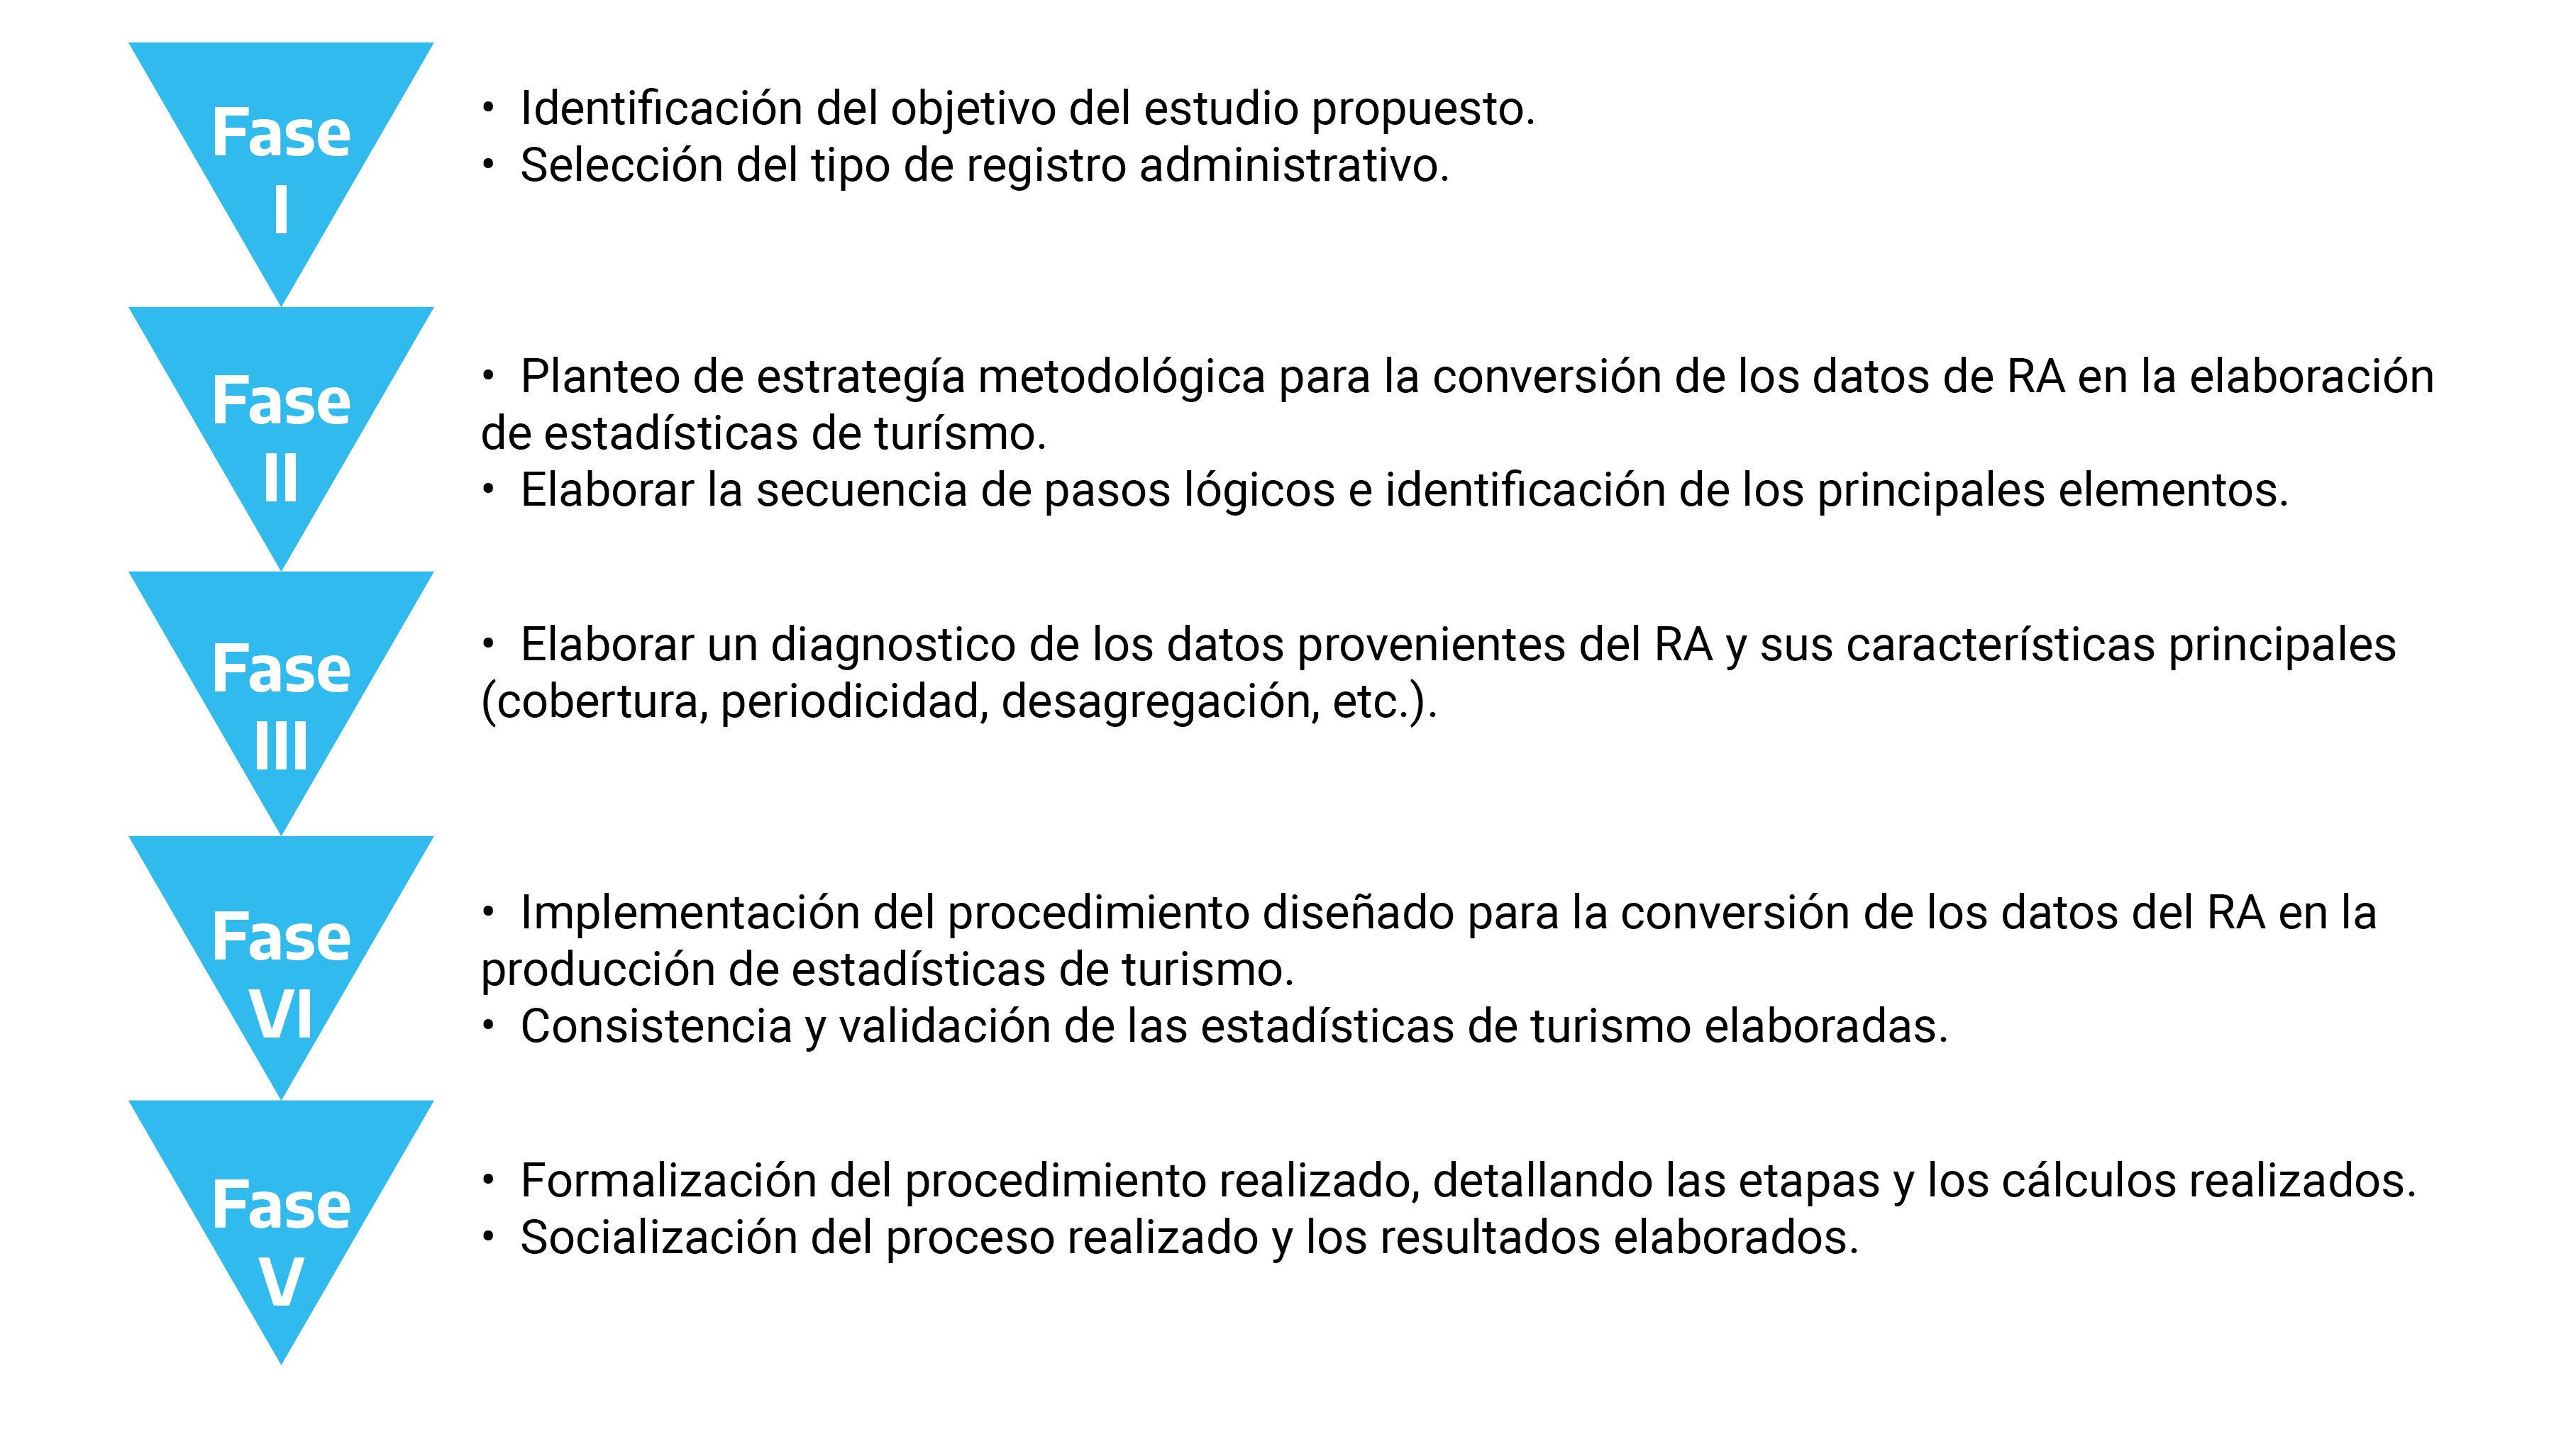 Fase
I
• Identificación del objetivo del estudio propuesto.
• Selección del tipo de registro administrativo.
Fase
II
• Planteo de estrategía metodológica para la conversión de los datos de RA en la elaboración
de estadísticas de turísmo.
• Elaborar la secuencia de pasos lógicos e identificación de los principales elementos.
Fase
III
• Elaborar un diagnostico de los datos provenientes del RA y sus características principales
(cobertura, periodicidad, desagregación, etc.).
Fase
VI
• Implementación del procedimiento diseñado para la conversión de los datos del RA en la
producción de estadísticas de turismo.
• Consistencia y validación de las estadísticas de turismo elaboradas.
Fase
V
• Formalización del procedimiento realizado, detallando las etapas y los cálculos realizados.
• Socialización del proceso realizado y los resultados elaborados.